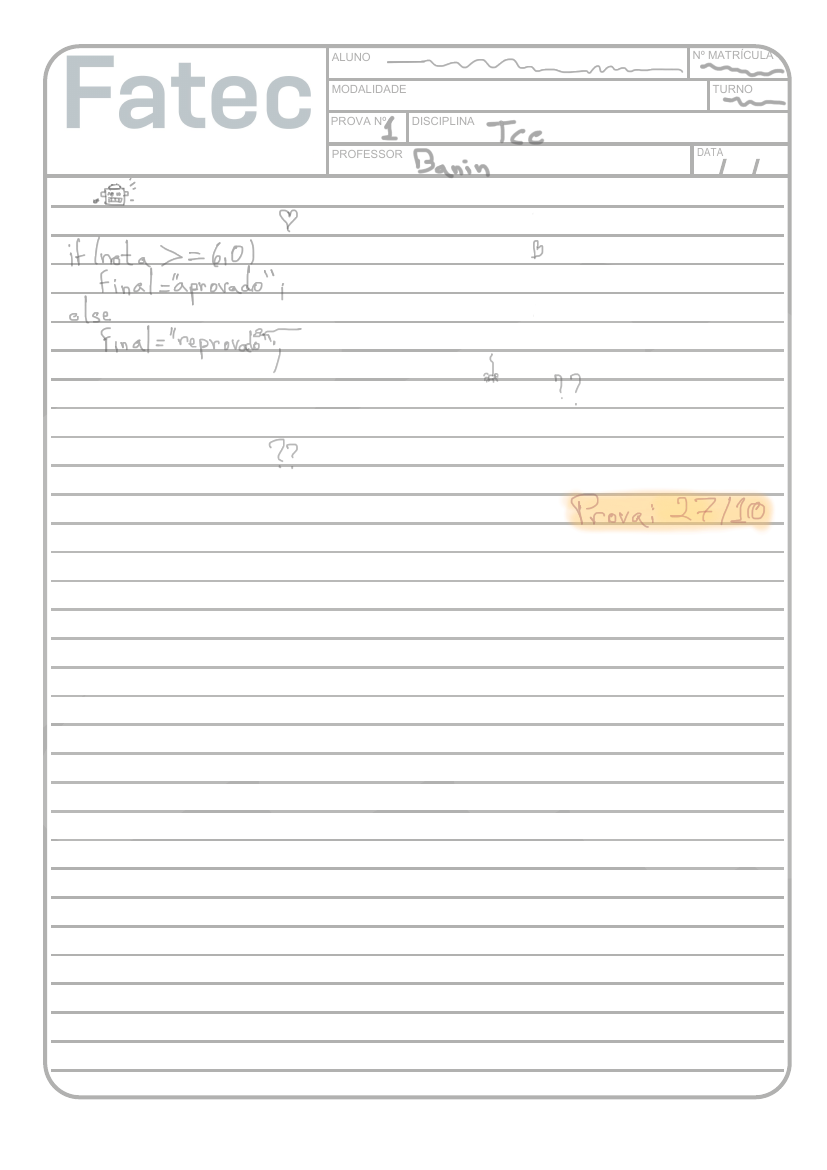 Fatec
ALUNO
Nº MATRÍCULA
MODALIDADE
TURNO
PROVA Nº 1 DISCIPLINA Tcc
PROFESSOR Banin
DATA / /
if (nota >= 6,0)
final = "aprovado";
else
final = "reprovado";
??
??
Prova: 27/10